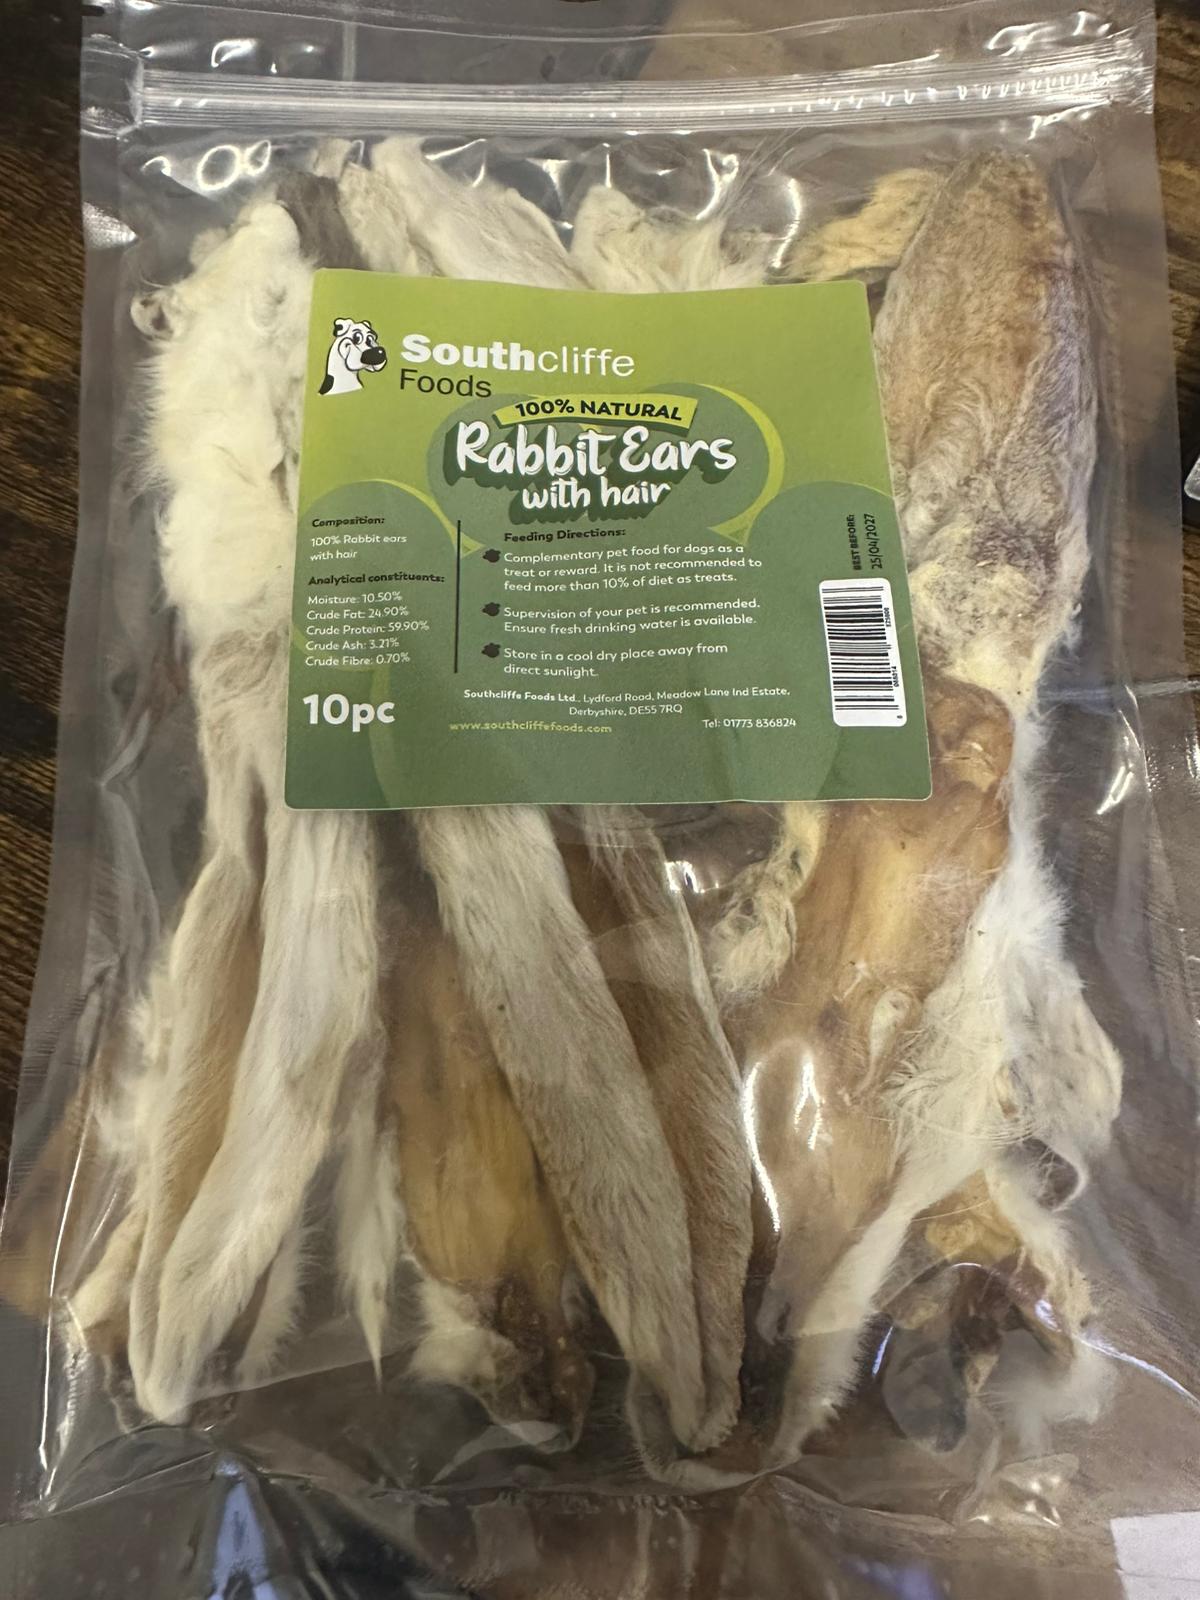 Southcliffe
Foods
100% NATURAL
Rabbit Ears
with hair
Composition:
100% Rabbit ears
with hair
Analytical constituents:
Moisture: 10.50%
Crude Fat: 24.90%
Crude Protein: 59.90%
Crude Ash: 3.21%
Crude Fibre: 0.70%
10pc
Feeding Directions:
Complementary pet food for dogs as a
treat or reward. It is not recommended to
feed more than 10% of diet as treats.
Supervision of your pet is recommended.
Ensure fresh drinking water is available.
Store in a cool dry place away from
direct sunlight.
Southcliffe Foods Ltd., Lydford Road, Meadow Lane Ind Estate,
Derbyshire, DE55 7RQ
www.southcliffefoods.com
Tel: 01773 836824
BEST BEFORE:
25/04/2027